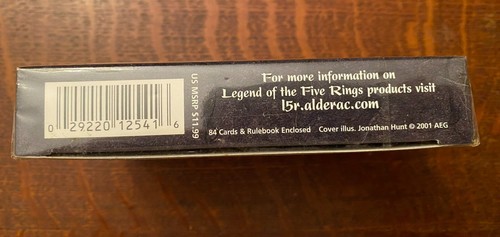 For more information on
Legend of the Five Rings products visit
l5r.alderac.com
US MSRP $11.99
0 29220 12541 6
84 Cards & Rulebook Enclosed Cover illus. Jonathan Hunt © 2001 AEG